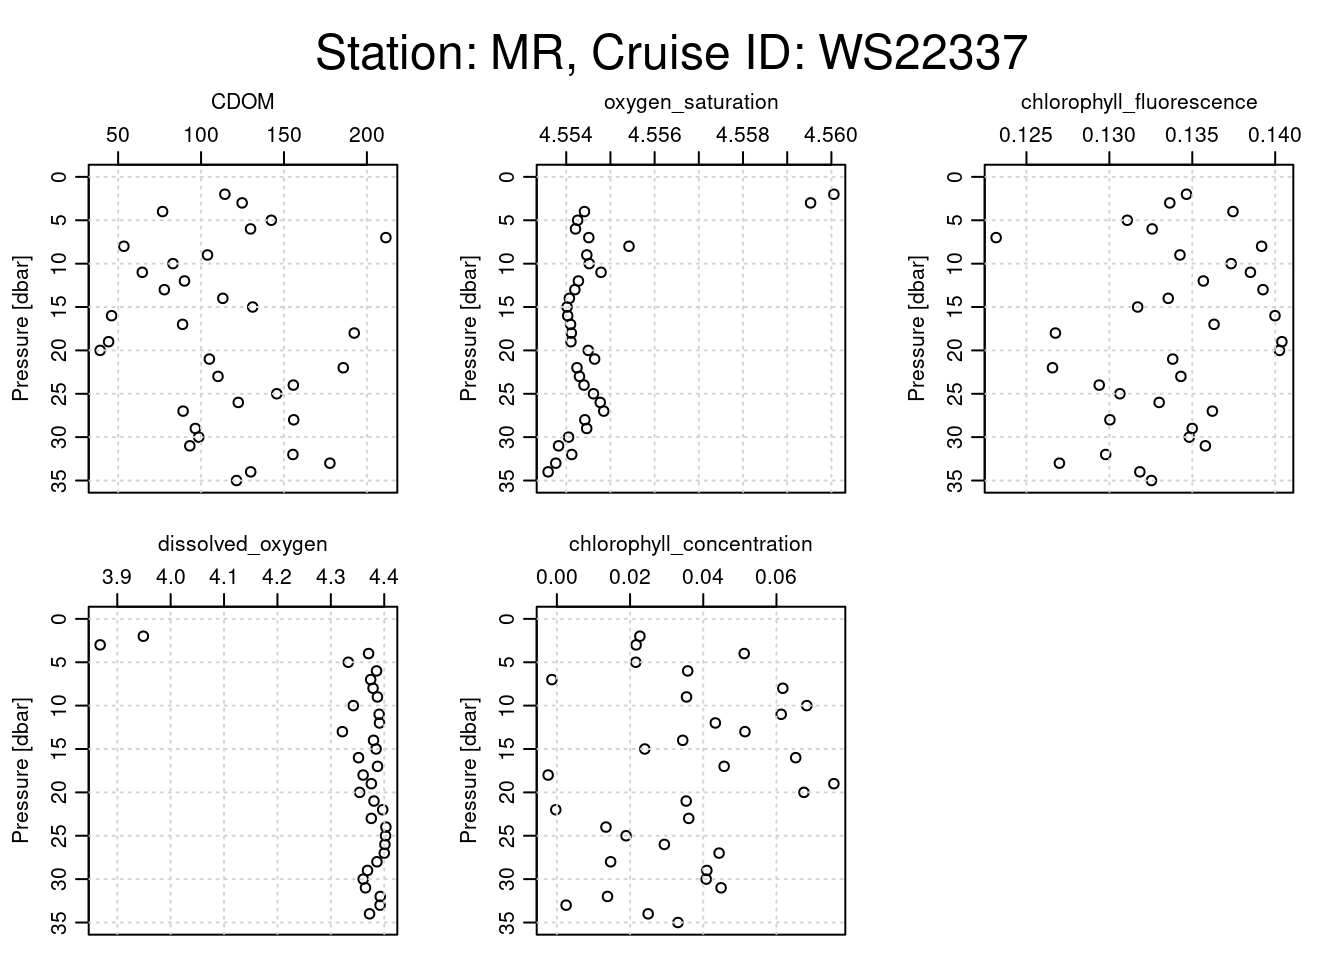 Station: MR, Cruise ID: WS22337
CDOM
50 100 150 200
Pressure [dbar]
0 5 10 15 20 25 30 35
oxygen_saturation
4.554 4.556 4.558 4.560
Pressure [dbar]
0 5 10 15 20 25 30 35
chlorophyll_fluorescence
0.125 0.130 0.135 0.140
Pressure [dbar]
0 5 10 15 20 25 30 35
dissolved_oxygen
3.9 4.0 4.1 4.2 4.3 4.4
Pressure [dbar]
0 5 10 15 20 25 30 35
chlorophyll_concentration
0.00 0.02 0.04 0.06
Pressure [dbar]
0 5 10 15 20 25 30 35